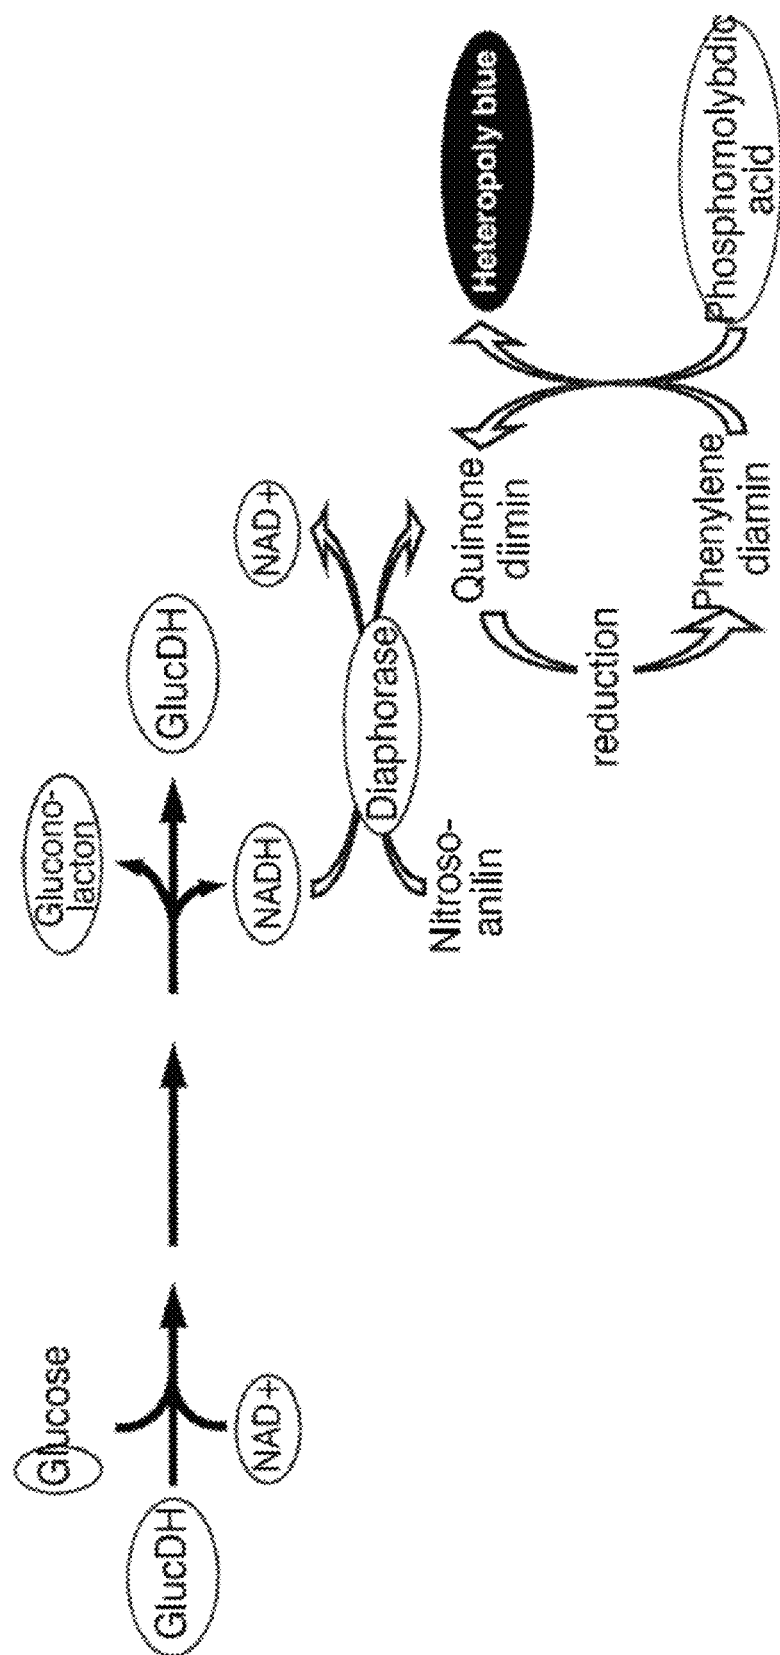 GlucDH
Glucose
NAD+
Glucono-
lacton
NADH
GlucDH
NAD+
Diaphorase
Nitroso-
anilin
Quinone
diimin
reduction
Phenylene
diamin
Heteropoly blue
Phosphomolybdic
acid